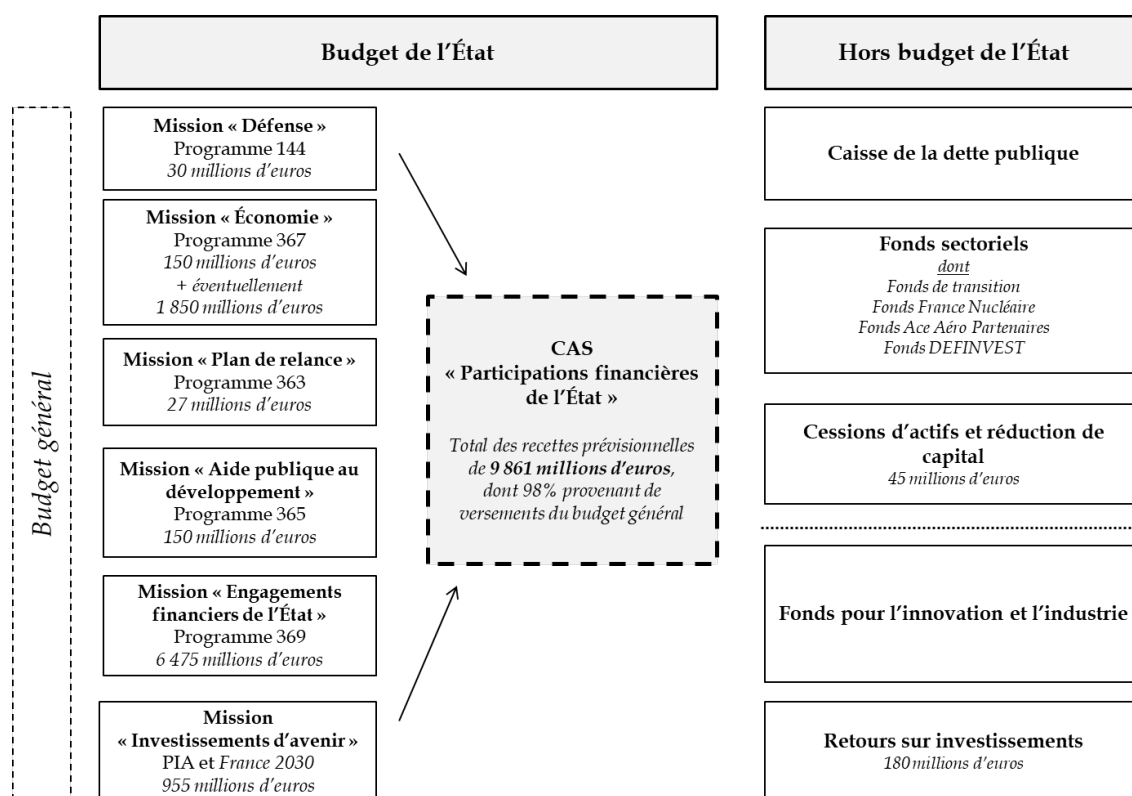 Budget de l'État
Hors budget de l'État
Budget général
Mission « Défense »
Programme 144
30 millions d'euros
Mission « Économie »
Programme 367
150 millions d'euros
+ éventuellement
1 850 millions d'euros
Mission « Plan de relance »
Programme 363
27 millions d'euros
Mission « Aide publique au
développement »
Programme 365
150 millions d'euros
Mission « Engagements
financiers de l'État »
Programme 369
6 475 millions d'euros
Mission
« Investissements d'avenir »
PIA et France 2030
955 millions d'euros
CAS
« Participations financières
de l'État »
Total des recettes prévisionnelles
de 9 861 millions d'euros,
dont 98% provenant de
versements du budget général
Caisse de la dette publique
Fonds sectoriels
dont
Fonds de transition
Fonds France Nucléaire
Fonds Ace Aéro Partenaires
Fonds DEFINVEST
Cessions d'actifs et réduction de
capital
45 millions d'euros
Fonds pour l'innovation et l'industrie
Retours sur investissements
180 millions d'euros